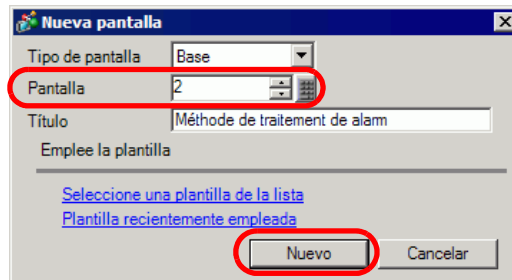 Nueva pantalla
Tipo de pantalla Base
Pantalla 2
Título Méthode de traitement de alarm
Emplee la plantilla
Seleccione una plantilla de la lista
Plantilla recientemente empleada
Nuevo Cancelar